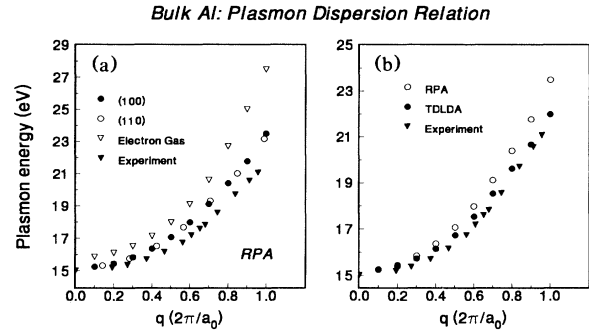 Bulk Al: Plasmon Dispersion Relation
Plasmon energy (eV)
29
27
25
23
21
19
17
15
13
(a)
(100)
(110)
Electron Gas
Experiment
RPA
0.0 0.2 0.4 0.6 0.8 1.0
q (2π/a₀)
25
23
21
19
17
15
13
(b)
RPA
TDLDA
Experiment
0.0 0.2 0.4 0.6 0.8 1.0
q (2π/a₀)